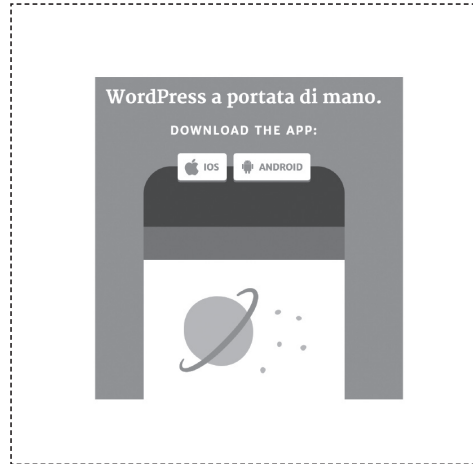 WordPress a portata di mano.
DOWNLOAD THE APP:
IOS ANDROID